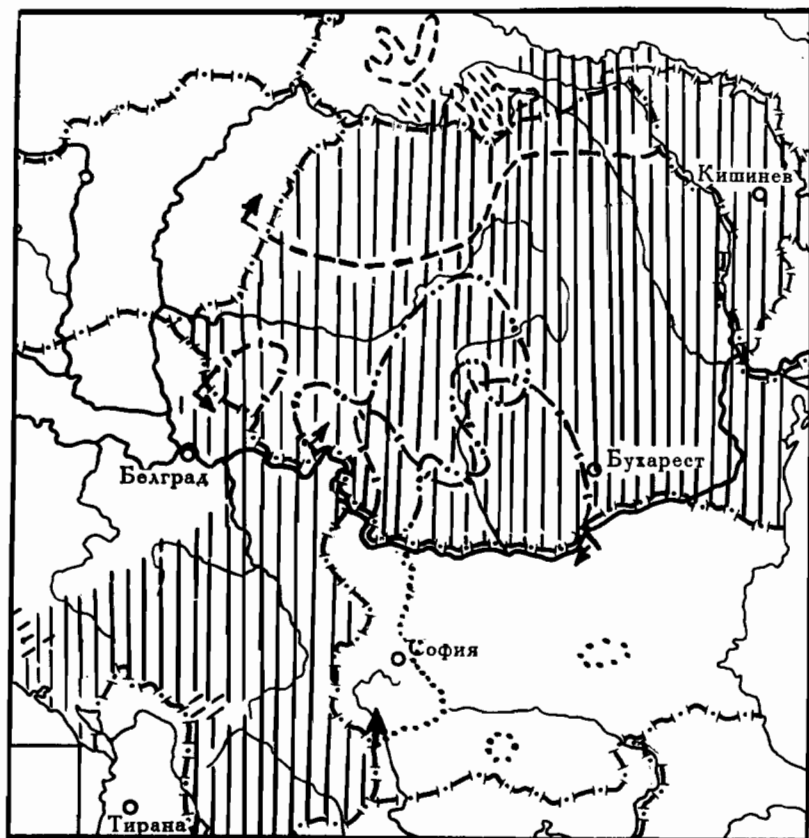 Кишинев
Бухарест
Белград
София
Тирана